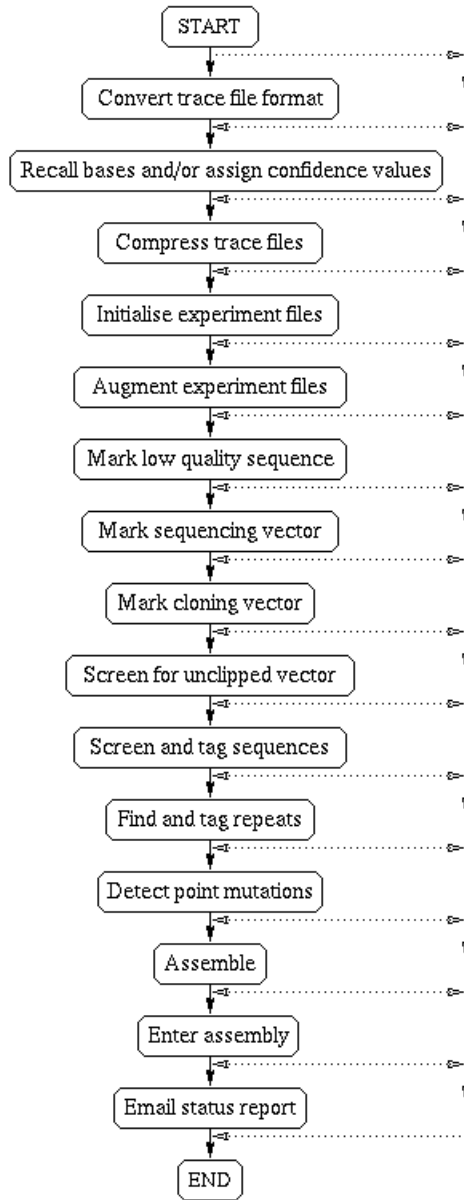 START
Convert trace file format
Recall bases and/or assign confidence values
Compress trace files
Initialise experiment files
Augment experiment files
Mark low quality sequence
Mark sequencing vector
Mark cloning vector
Screen for unclipped vector
Screen and tag sequences
Find and tag repeats
Detect point mutations
Assemble
Enter assembly
Email status report
END